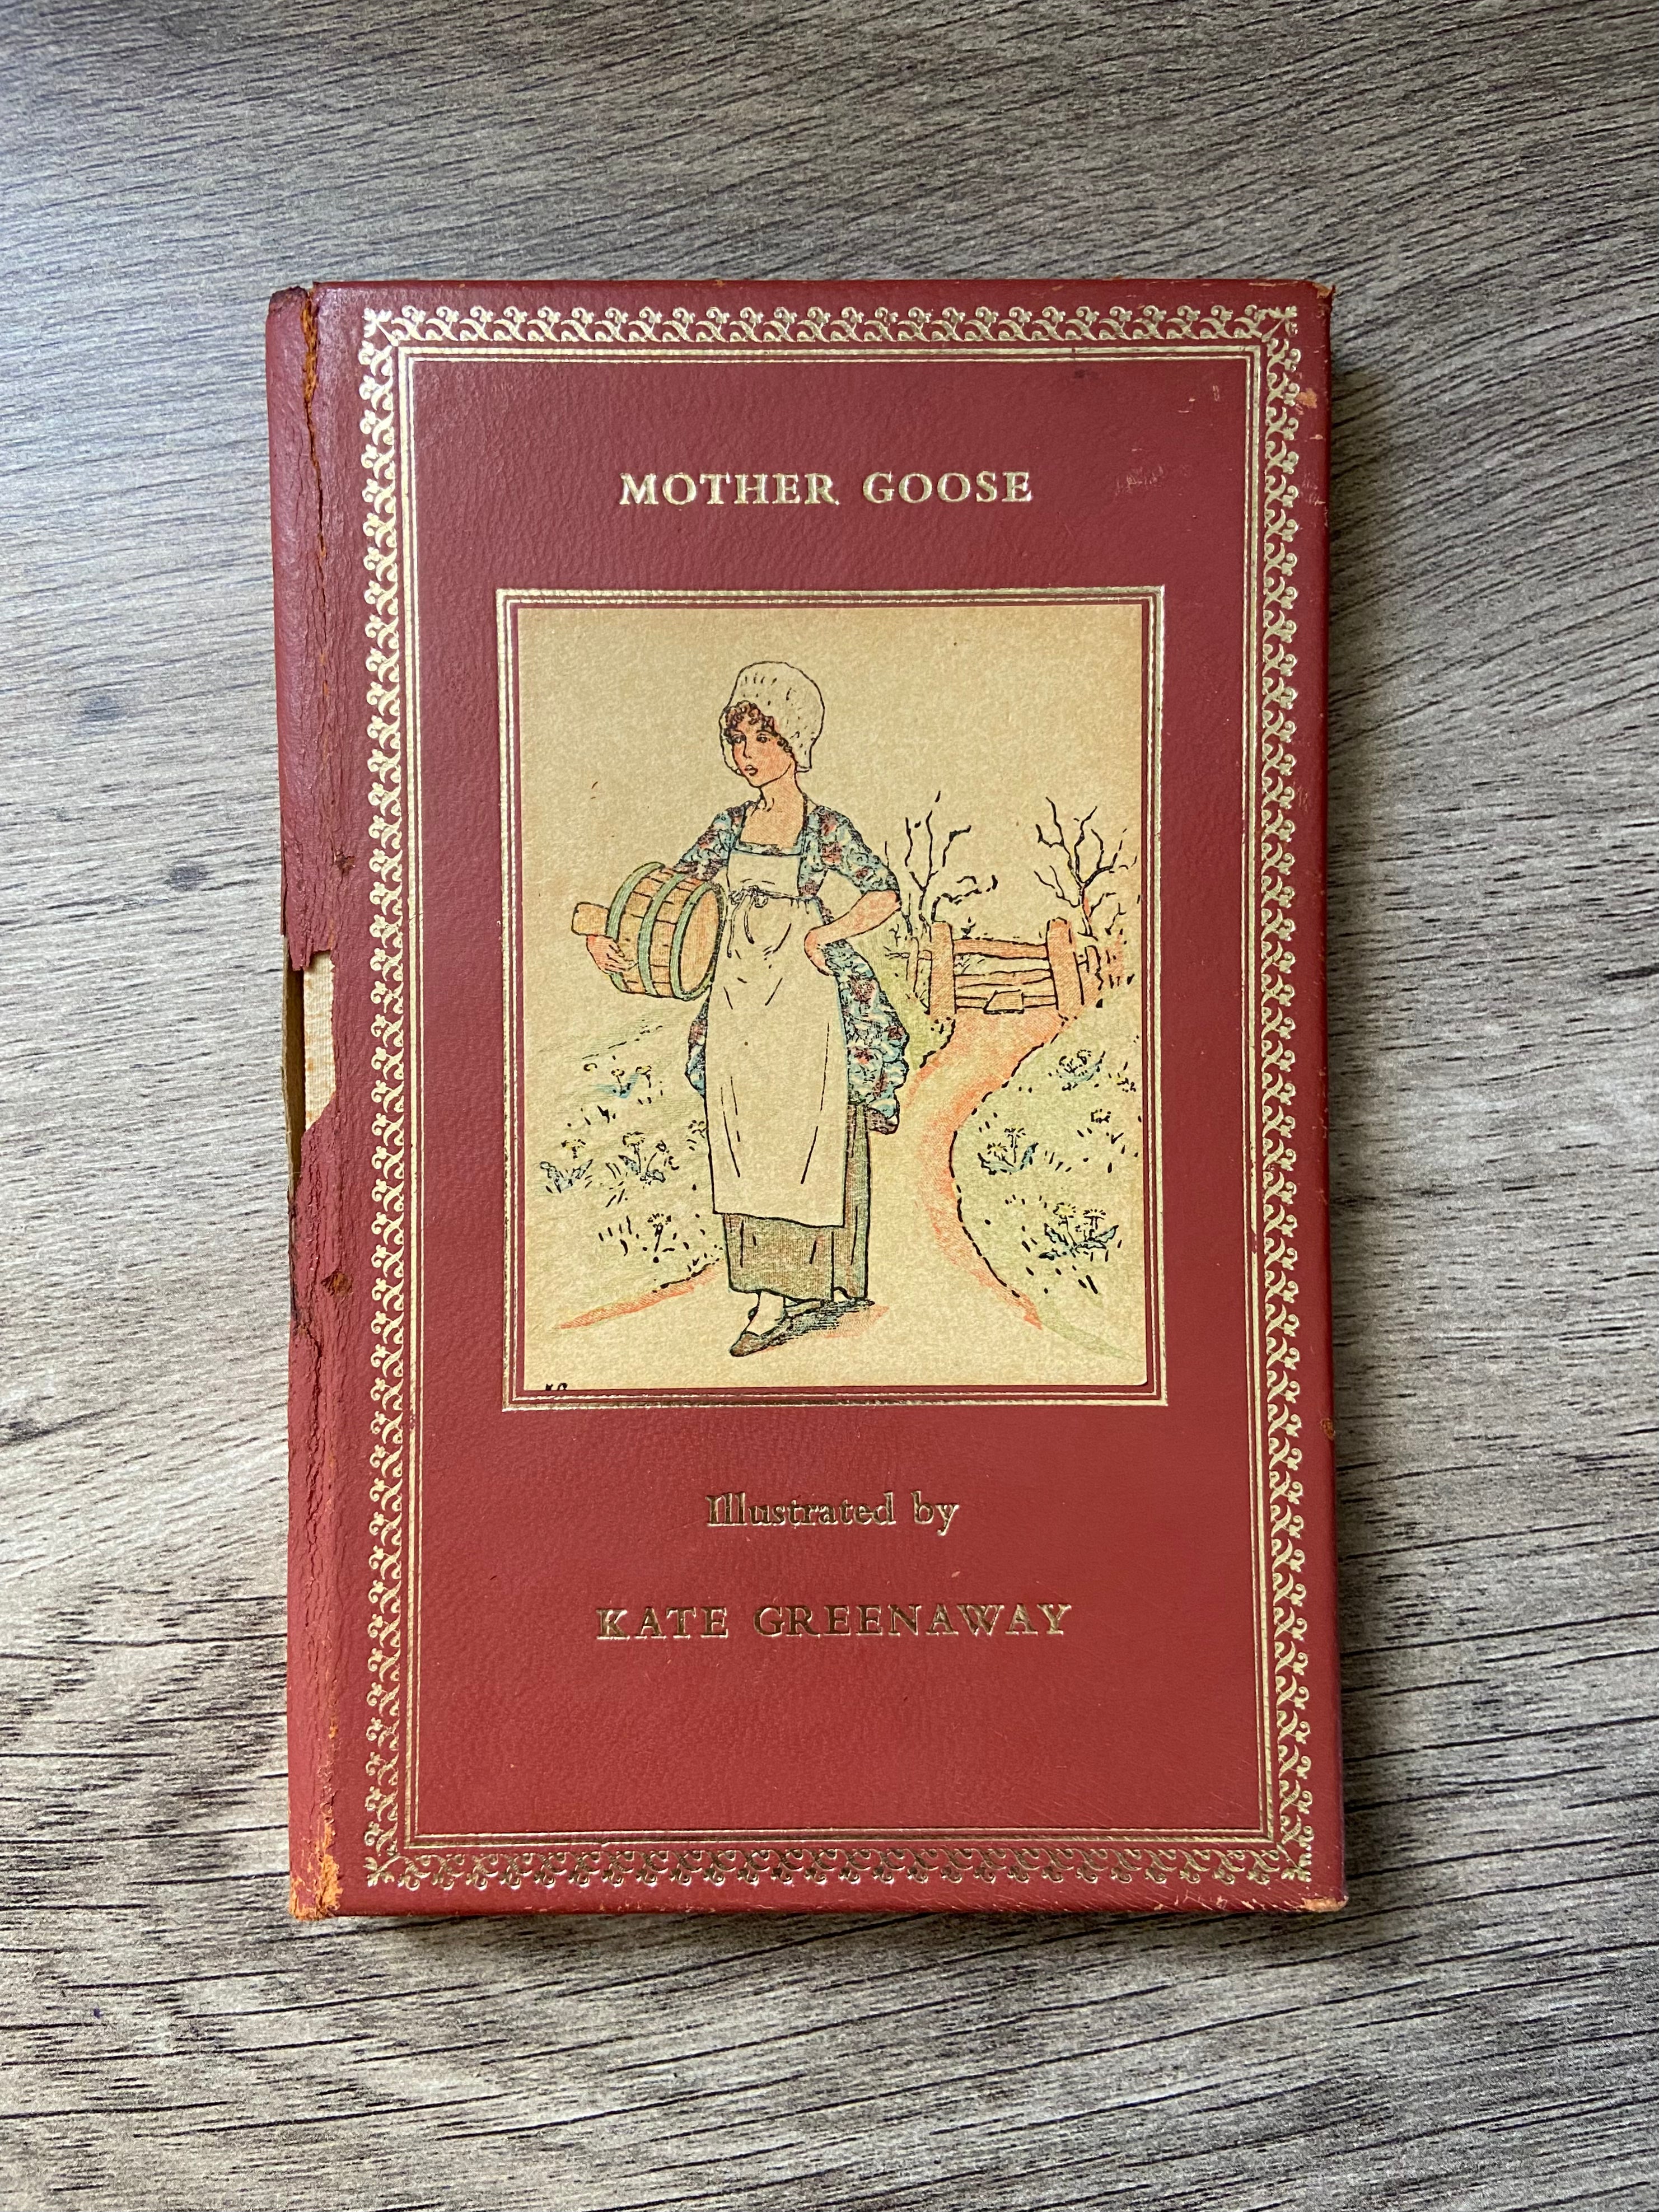 MOTHER GOOSE
Illustrated by
KATE GREENAWAY